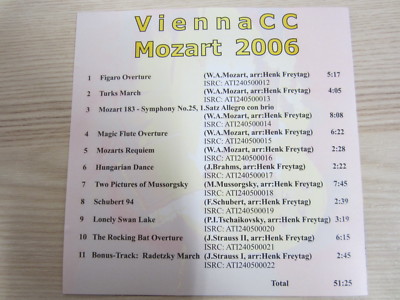 ViennaCC
Mozart 2006
1 Figaro Overture (W.A.Mozart, arr:Henk Freytag) 5:17
ISRC: ATI240500012
2 Turks March (W.A.Mozart, arr:Henk Freytag) 4:05
ISRC: ATI240500013
3 Mozart 183 - Symphony No.25, 1.Satz Allegro con brio
(W.A.Mozart, arr:Henk Freytag) 8:08
ISRC: ATI240500014
4 Magic Flute Overture (W.A.Mozart, arr:Henk Freytag) 6:22
ISRC: ATI240500015
5 Mozarts Requiem (W.A.Mozart, arr:Henk Freytag) 2:28
ISRC: ATI240500016
6 Hungarian Dance (J.Brahms, arr:Henk Freytag) 2:22
ISRC: ATI240500017
7 Two Pictures of Mussorgsky (M.Mussorgsky, arr:Henk Freytag) 7:45
ISRC: ATI240500018
8 Schubert 94 (F.Schubert, arr:Henk Freytag) 2:39
ISRC: ATI240500019
9 Lonely Swan Lake (P.I.Tschaikovsky, arr:Henk Freytag) 3:19
ISRC: ATI240500020
10 The Rocking Bat Overture (J.Strauss II, arr:Henk Freytag) 6:15
ISRC: ATI240500021
11 Bonus-Track: Radetzky March (J.Strauss I, arr:Henk Freytag) 2:45
ISRC: ATI240500022
Total 51:25